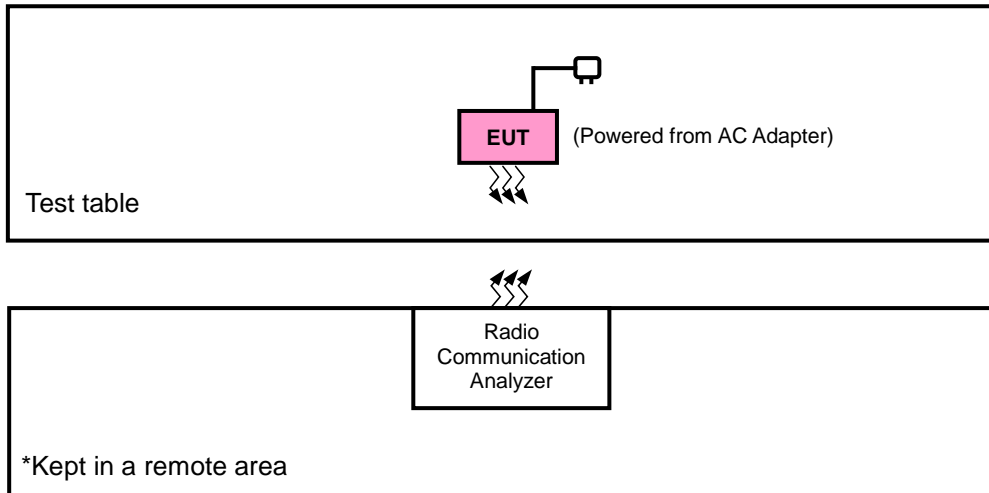 EUT
(Powered from AC Adapter)
Test table
Radio
Communication
Analyzer
*Kept in a remote area